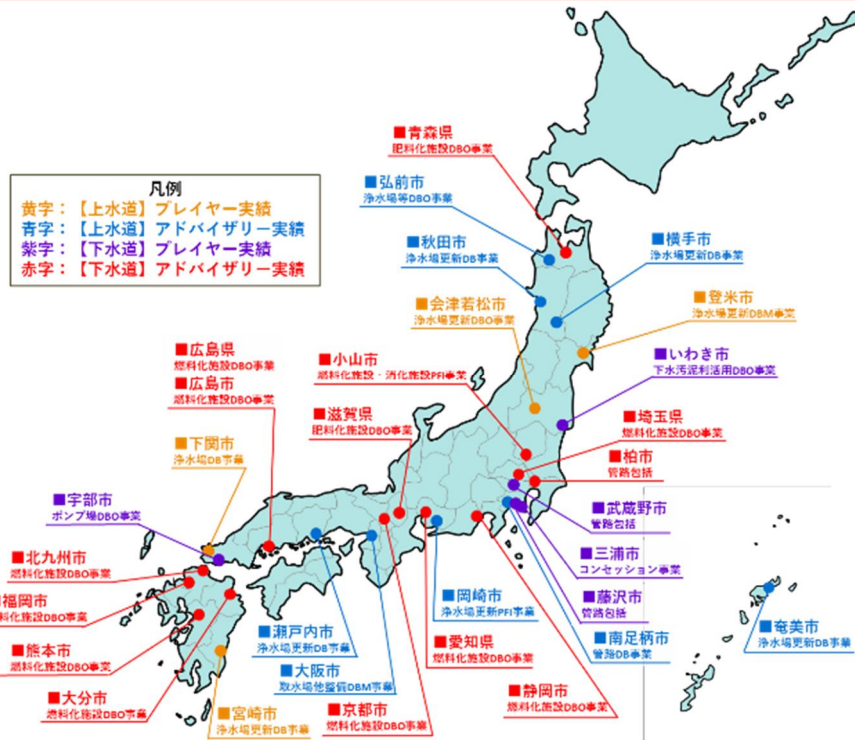 凡例
黄字：【上水道】プレイヤー実績
青字：【上水道】アドバイザリー実績
紫字：【下水道】プレイヤー実績
赤字：【下水道】アドバイザリー実績
■青森県
肥料化施設DBO事業
■弘前市
浄水場等DBO事業
■秋田市
浄水場更新DB事業
■横手市
浄水場更新DB事業
■会津若松市
浄水場更新DBO事業
■登米市
浄水場更新DBM事業
■いわき市
下水汚泥利活用DBO事業
■広島県
燃料化施設DBO事業
■広島市
燃料化施設DBO事業
■小山市
燃料化施設・消化施設PFI事業
■滋賀県
肥料化施設DBO事業
■埼玉県
燃料化施設DBO事業
■柏市
管路包括
■下関市
浄水場DB事業
■宇部市
ポンプ場DBO事業
■武蔵野市
管路包括
■三浦市
コンセッション事業
■北九州市
燃料化施設DBO事業
福岡市
料化施設DBO事業
■熊本市
燃料化施設DBO事業
■大分市
燃料化施設DBO事業
■宮崎市
浄水場更新DB事業
■瀬戸内市
浄水場更新DB事業
■大阪市
取水場他整備DBM事業
■京都市
燃料化施設DBO事業
■岡崎市
浄水場更新PFI事業
■愛知県
燃料化施設DBO事業
■静岡市
燃料化施設DBO事業
■藤沢市
管路包括
■南足柄市
管路DB事業
■奄美市
浄水場更新DB事業